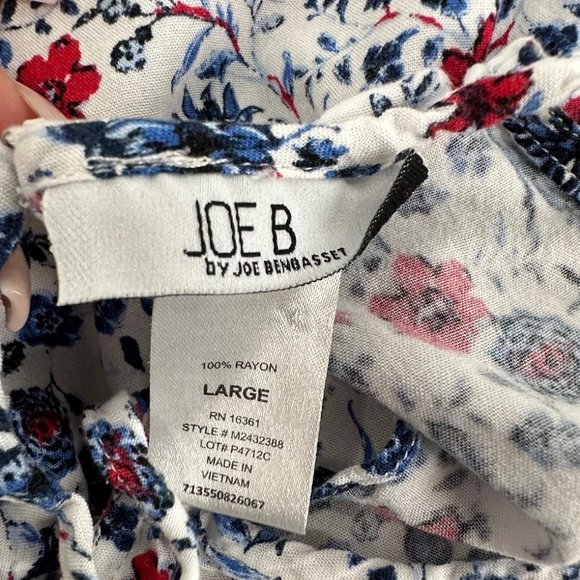 JOE B
BY JOE BENBASSET
100% RAYON
LARGE
RN 16361
STYLE # M2432388
LOT# P4712C
MADE IN
VIETNAM
713550826067